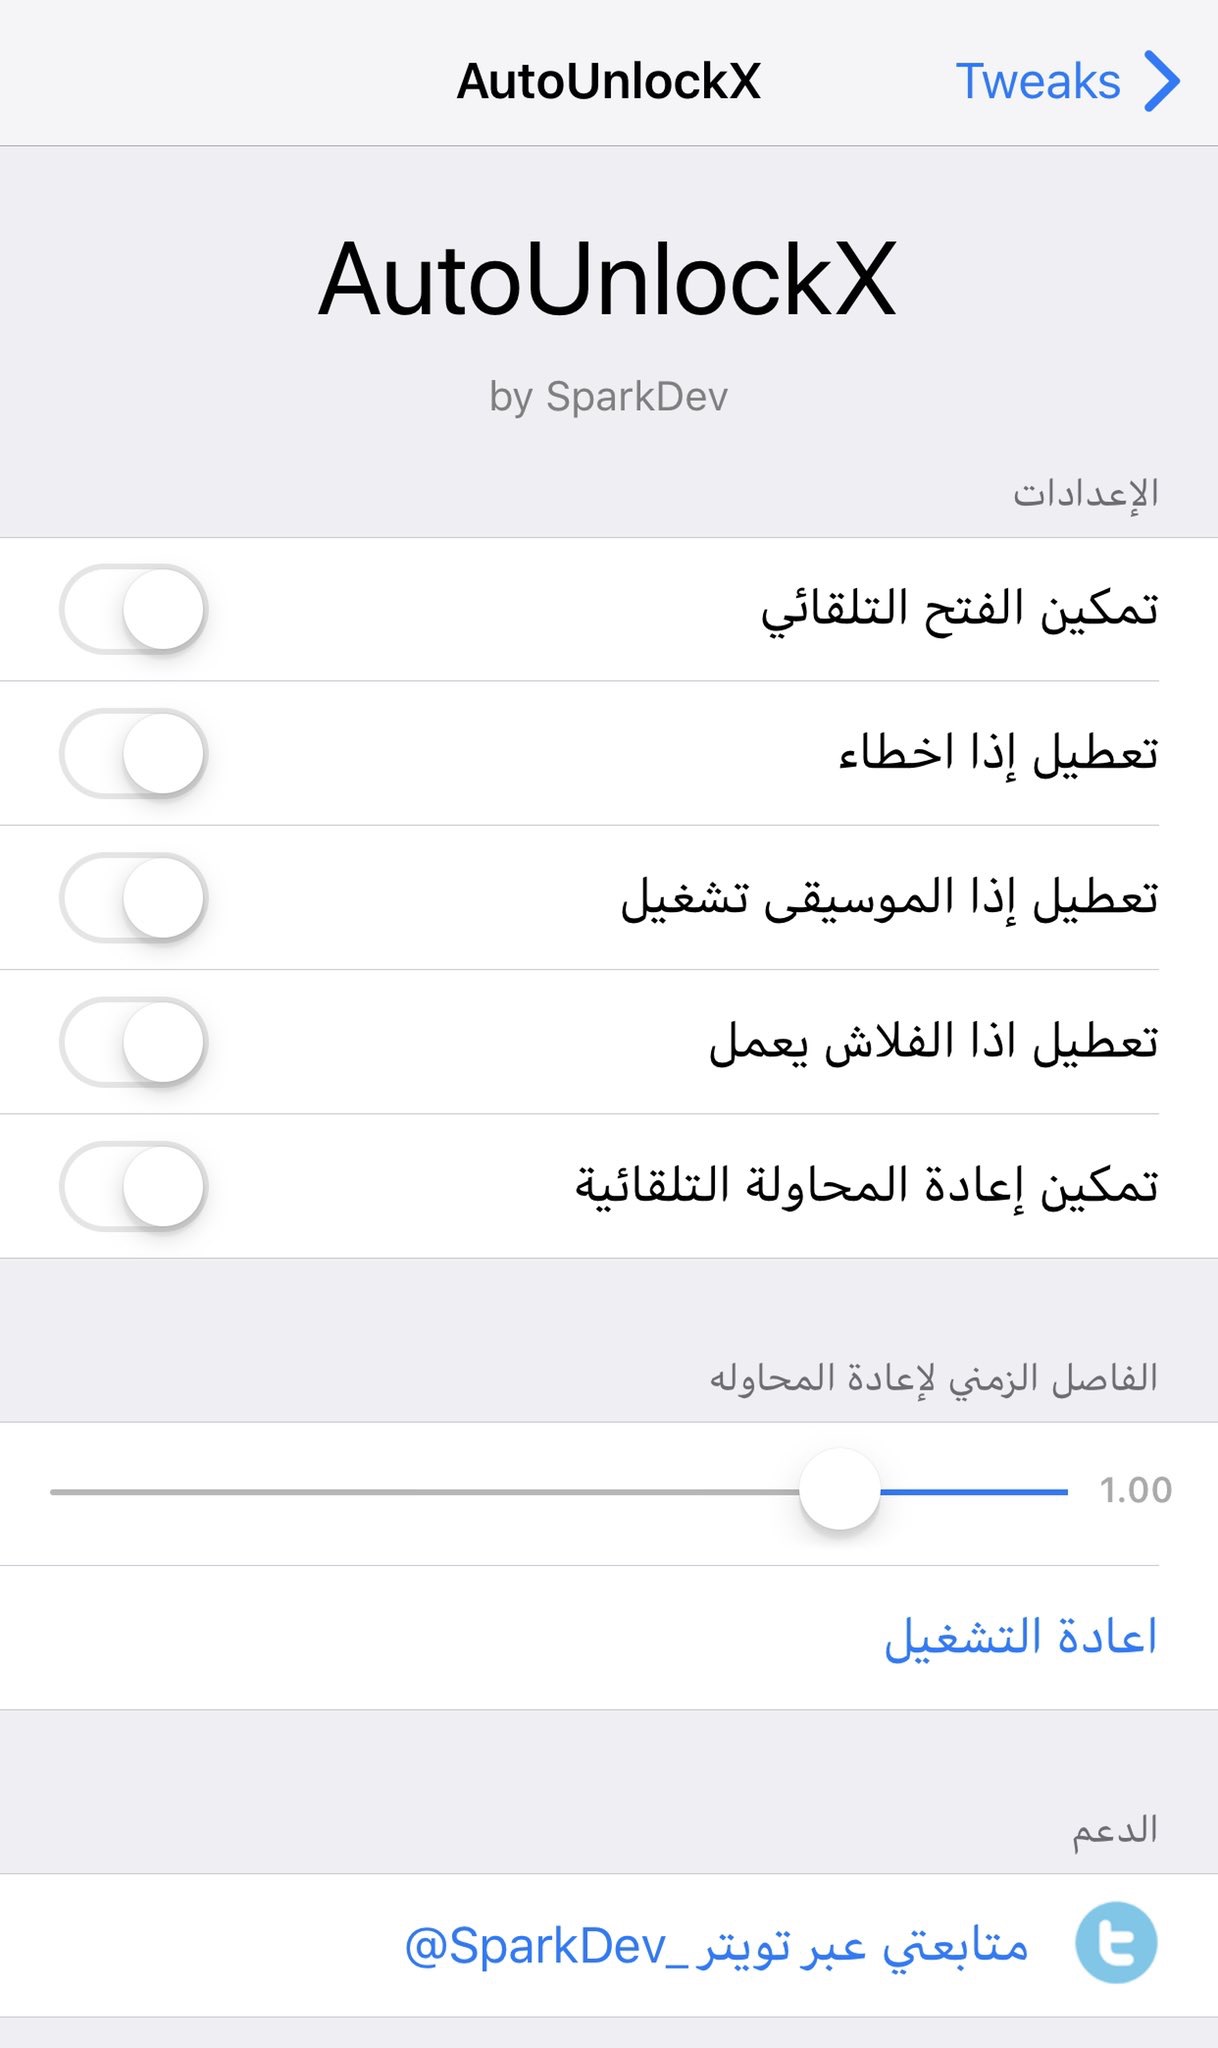 AutoUnlockX
Tweaks
AutoUnlockX
by SparkDev
الإعدادات
تمكين الفتح التلقائي
تعطيل إذا اخطاء
تعطيل إذا الموسيقى تشغيل
تعطيل اذا الفلاش يعمل
تمكين إعادة المحاولة التلقائية
الفاصل الزمني لإعادة المحاوله
1.00
اعادة التشغيل
الدعم
متابعتي عبر تويتر _SparkDev@